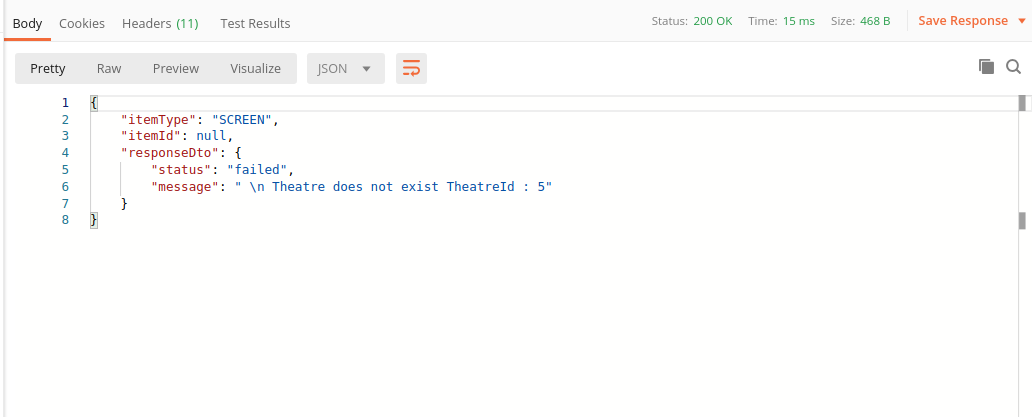 Body Cookies Headers (11) Test Results Status: 200 OK Time: 15 ms Size: 468 B Save Response
Pretty Raw Preview Visualize JSON
1 {
2 "itemType": "SCREEN",
3 "itemId": null,
4 "responseDto": {
5 "status": "failed",
6 "message": " \n Theatre does not exist TheatreId : 5"
7 }
8 }